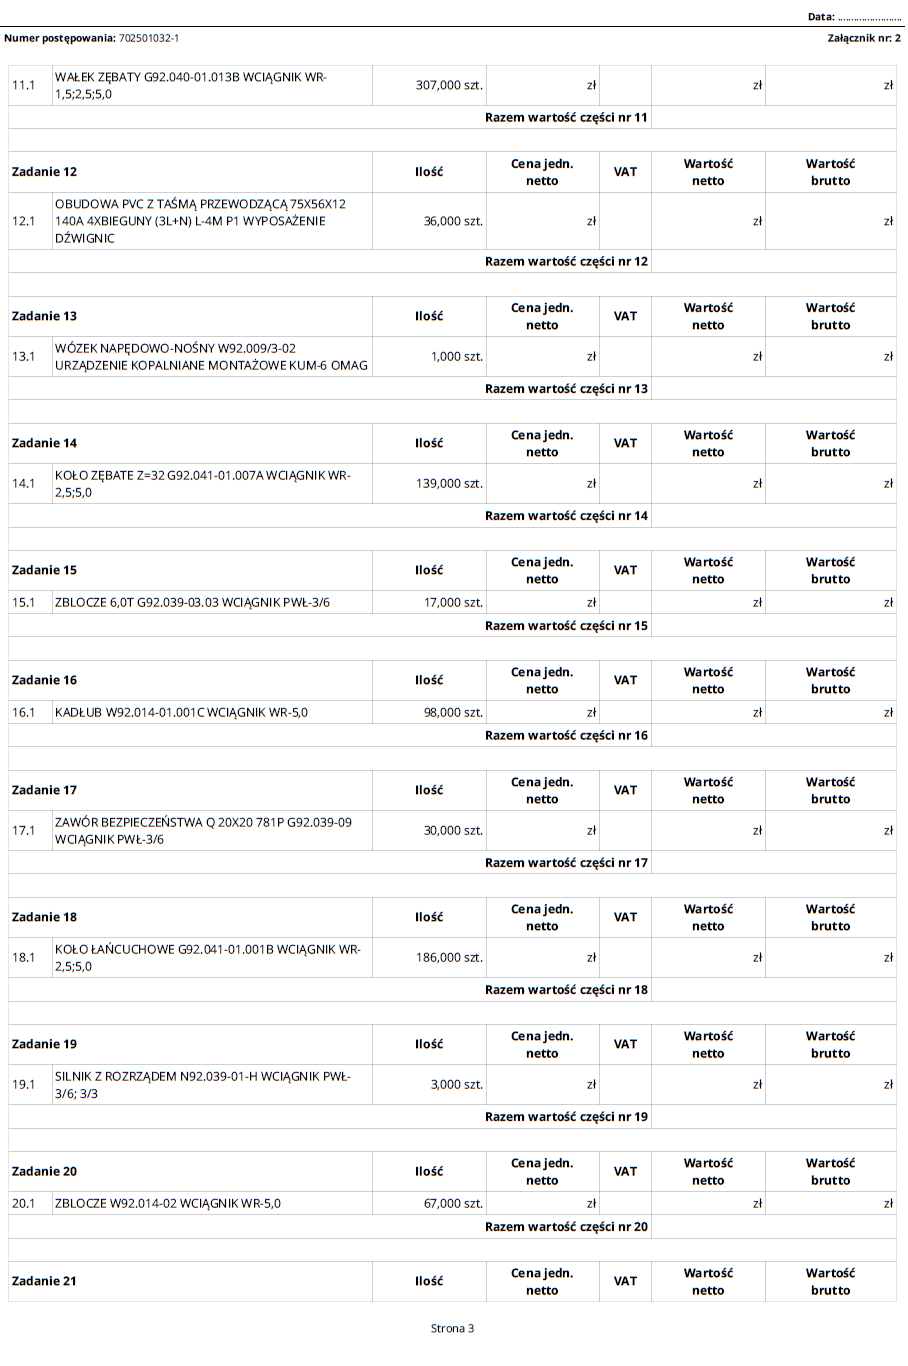 Data: ........................
Numer postępowania: 702501032-1 Załącznik nr: 2
11.1 WAŁEK ZĘBATY G92.040-01.013B WCIĄGNIK WR-
1,5;2,5;5,0 307,000 szt. zł zł zł
Razem wartość części nr 11
Zadanie 12 Ilość Cena jedn. netto VAT Wartość netto Wartość brutto
12.1 OBUDOWA PVC Z TAŚMĄ PRZEWODZĄCĄ 75X56X12
140A 4XBIEGUNY (3L+N) L-4M P1 WYPOSAŻENIE 36,000 szt. zł zł zł
DŹWIGNIC
Razem wartość części nr 12
Zadanie 13 Ilość Cena jedn. netto VAT Wartość netto Wartość brutto
13.1 WÓZEK NAPĘDOWO-NOŚNY W92.009/3-02
URZĄDZENIE KOPALNIANE MONTAŻOWE KUM-6 OMAG 1,000 szt. zł zł zł
Razem wartość części nr 13
Zadanie 14 Ilość Cena jedn. netto VAT Wartość netto Wartość brutto
14.1 KOŁO ZĘBATE Z=32 G92.041-01.007A WCIĄGNIK WR-
2,5;5,0 139,000 szt. zł zł zł
Razem wartość części nr 14
Zadanie 15 Ilość Cena jedn. netto VAT Wartość netto Wartość brutto
15.1 ZBLOCZE 6,0T G92.039-03.03 WCIĄGNIK PWŁ-3/6 17,000 szt. zł zł zł
Razem wartość części nr 15
Zadanie 16 Ilość Cena jedn. netto VAT Wartość netto Wartość brutto
16.1 KADŁUB W92.014-01.001C WCIĄGNIK WR-5,0 98,000 szt. zł zł zł
Razem wartość części nr 16
Zadanie 17 Ilość Cena jedn. netto VAT Wartość netto Wartość brutto
17.1 ZAWÓR BEZPIECZEŃSTWA Q 20X20 781P G92.039-09
WCIĄGNIK PWŁ-3/6 30,000 szt. zł zł zł
Razem wartość części nr 17
Zadanie 18 Ilość Cena jedn. netto VAT Wartość netto Wartość brutto
18.1 KOŁO ŁAŃCUCHOWE G92.041-01.001B WCIĄGNIK WR-
2,5;5,0 186,000 szt. zł zł zł
Razem wartość części nr 18
Zadanie 19 Ilość Cena jedn. netto VAT Wartość netto Wartość brutto
19.1 SILNIK Z ROZRZĄDEM N92.039-01-H WCIĄGNIK PWŁ-
3/6; 3/3 3,000 szt. zł zł zł
Razem wartość części nr 19
Zadanie 20 Ilość Cena jedn. netto VAT Wartość netto Wartość brutto
20.1 ZBLOCZE W92.014-02 WCIĄGNIK WR-5,0 67,000 szt. zł zł zł
Razem wartość części nr 20
Zadanie 21 Ilość Cena jedn. netto VAT Wartość netto Wartość brutto
Strona 3